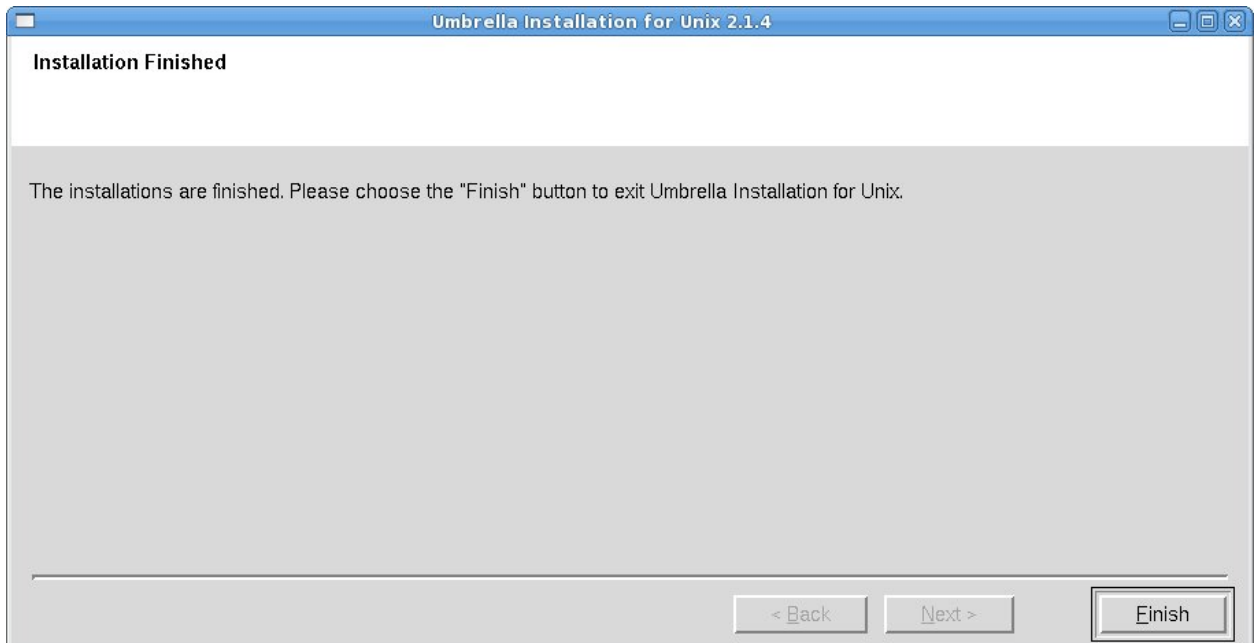 Umbrella Installation for Unix 2.1.4
Installation Finished
The installations are finished. Please choose the "Finish" button to exit Umbrella Installation for Unix.
< Back
Next >
Finish